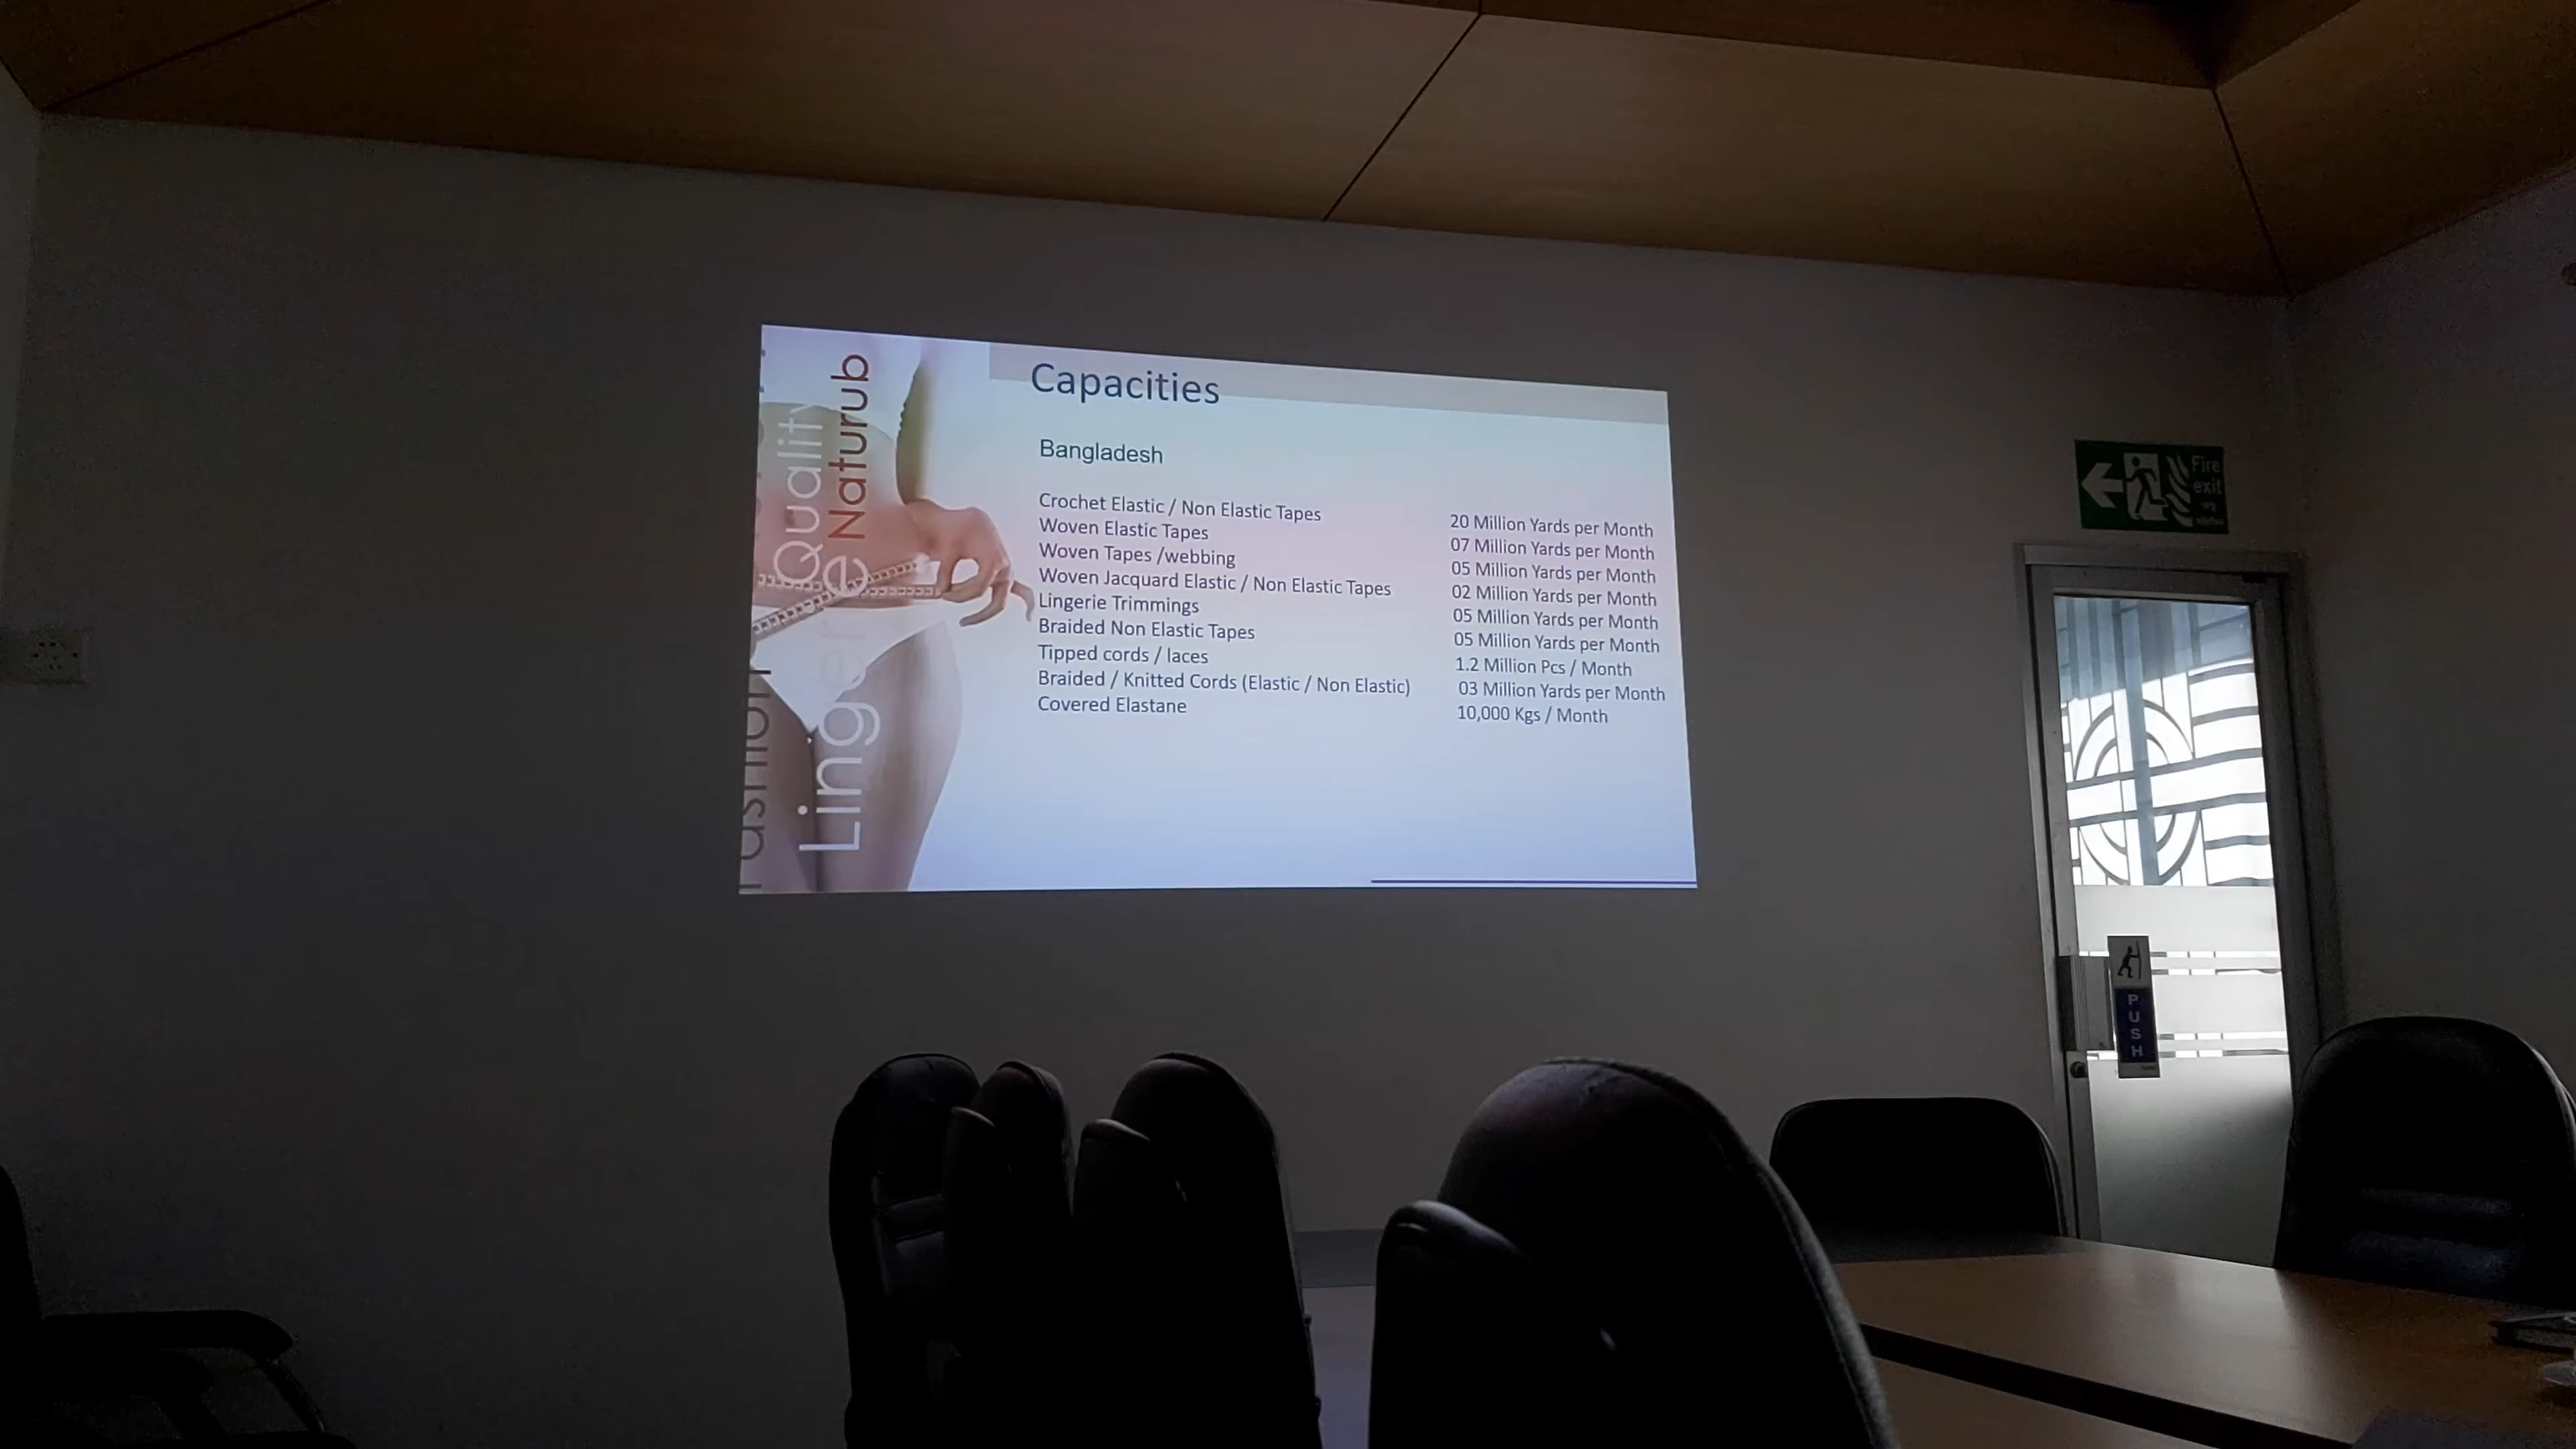 Capacities
Bangladesh
Crochet Elastic / Non Elastic Tapes 20 Million Yards per Month
Woven Elastic Tapes 07 Million Yards per Month
Woven Tapes /webbing 05 Million Yards per Month
Woven Jacquard Elastic / Non Elastic Tapes 02 Million Yards per Month
Lingerie Trimmings 05 Million Yards per Month
Braided Non Elastic Tapes 05 Million Yards per Month
Tipped cords / laces 1.2 Million Pcs / Month
Braided / Knitted Cords (Elastic / Non Elastic) 03 Million Yards per Month
Covered Elastane 10,000 Kgs / Month
Quality
Naturub
Lingerie
Fashion
Fire
exit
PUSH